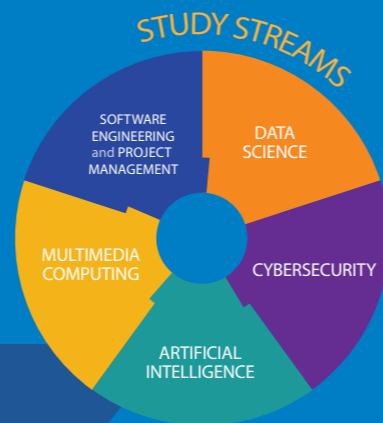 STUDY STREAMS
SOFTWARE
ENGINEERING
and PROJECT
MANAGEMENT
DATA
SCIENCE
CYBERSECURITY
ARTIFICIAL
INTELLIGENCE
MULTIMEDIA
COMPUTING